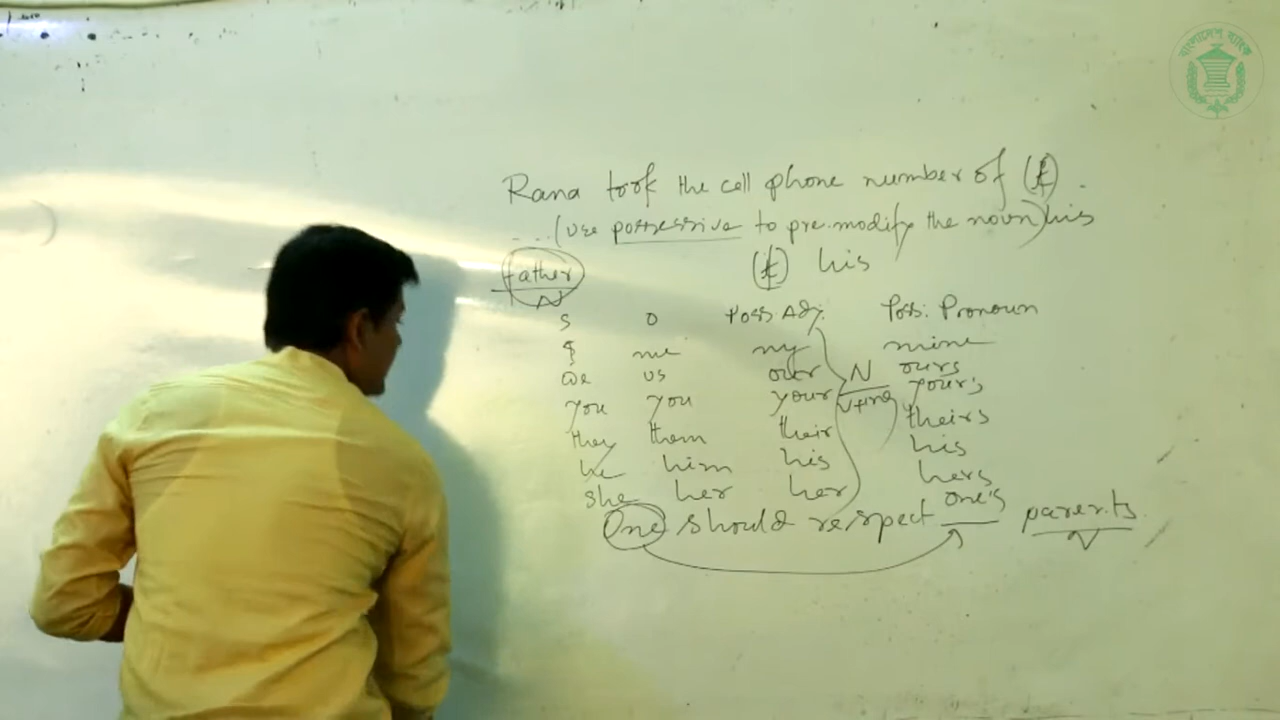 বাংলাদেশ ব্যাংক
Rana took the cell phone number of (f) .
... (use possessive to pre-modify the noun) his
father (f) his
N
S O Poss. Adj. Poss. Pronoun
I me my mine
we us our N ours
you you your V+ing yours
they them their theirs
he him his his
she her her hers
One should respect one's parents
N